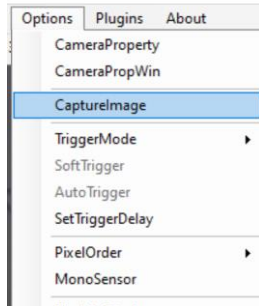 Options Plugins About
CameraProperty
CameraPropWin
CaptureImage
TriggerMode
SoftTrigger
AutoTrigger
SetTriggerDelay
PixelOrder
MonoSensor